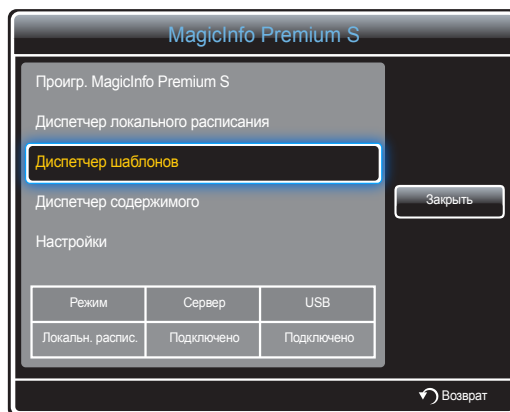 MagicInfo Premium S
Проигр. MagicInfo Premium S
Диспетчер локального расписания
Диспетчер шаблонов
Диспетчер содержимого
Закрыть
Настройки
Режим Сервер USB
Локальн. распис. Подключено Подключено
Возврат